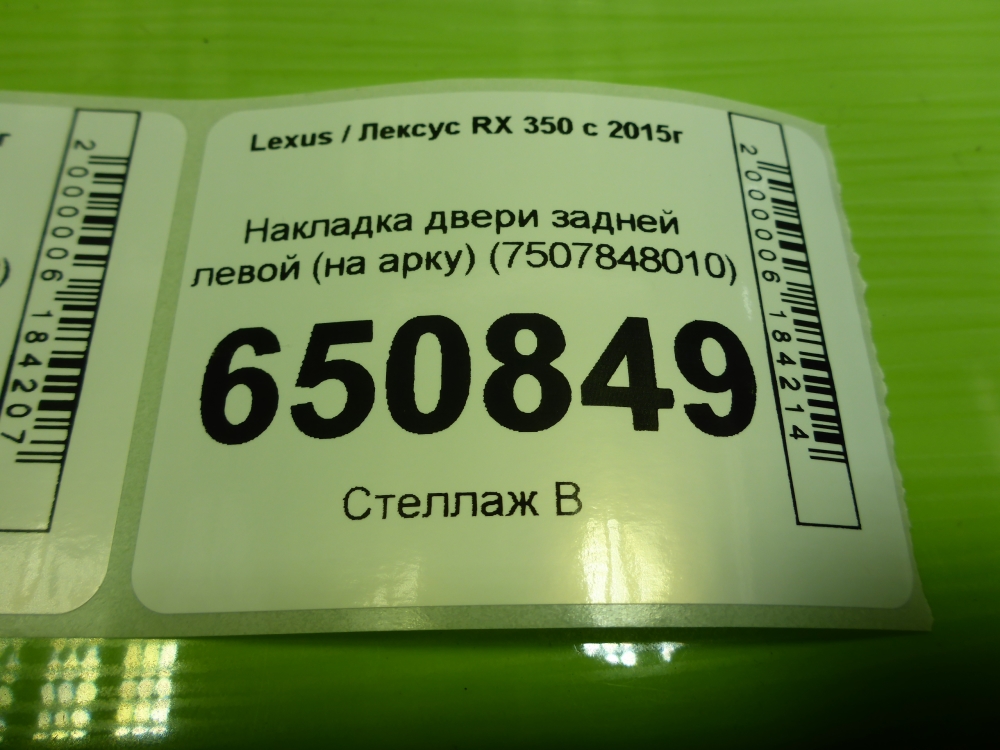 Lexus / Лексус RX 350 с 2015г
Накладка двери задней
левой (на арку) (7507848010)
650849
Стеллаж В
2000006184214
2000006184207